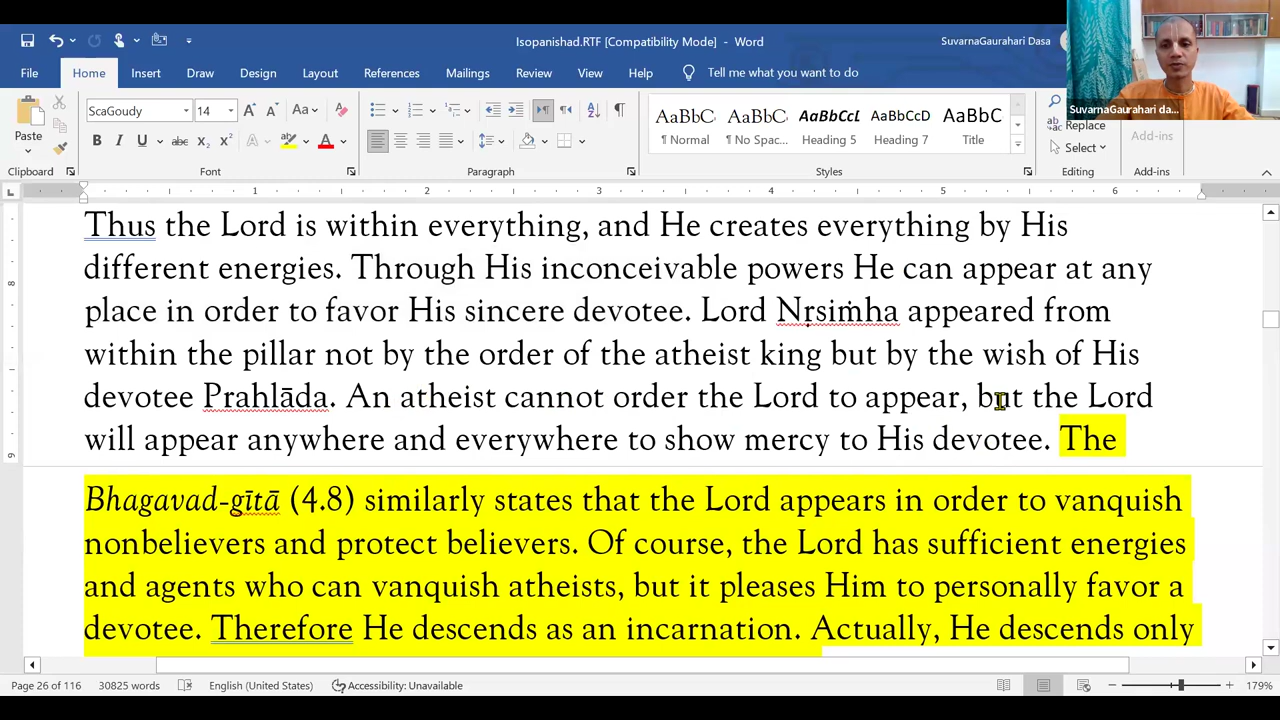 Isopanishad.RTF [Compatibility Mode] - Word
SuvarnaGaurahari Dasa
File Home Insert Draw Design Layout References Mailings Review View Help Tell me what you want to do
SuvarnaGaurahari da...
Paste
ScaGoudy 14
AaBbC AaBbC AaBbCcL AaBbCcD AaBbC
Normal No Spac... Heading 5 Heading 7 Title
Replace
Select
Add-ins
Clipboard Font Paragraph Styles Editing Add-ins
1 2 3 4 5 6
Thus the Lord is within everything, and He creates everything by His
different energies. Through His inconceivable powers He can appear at any
place in order to favor His sincere devotee. Lord Nṛsiṁha appeared from
within the pillar not by the order of the atheist king but by the wish of His
devotee Prahlāda. An atheist cannot order the Lord to appear, but the Lord
will appear anywhere and everywhere to show mercy to His devotee. The
Bhagavad-gītā (4.8) similarly states that the Lord appears in order to vanquish
nonbelievers and protect believers. Of course, the Lord has sufficient energies
and agents who can vanquish atheists, but it pleases Him to personally favor a
devotee. Therefore He descends as an incarnation. Actually, He descends only
Page 26 of 116 30825 words English (United States) Accessibility: Unavailable 179%